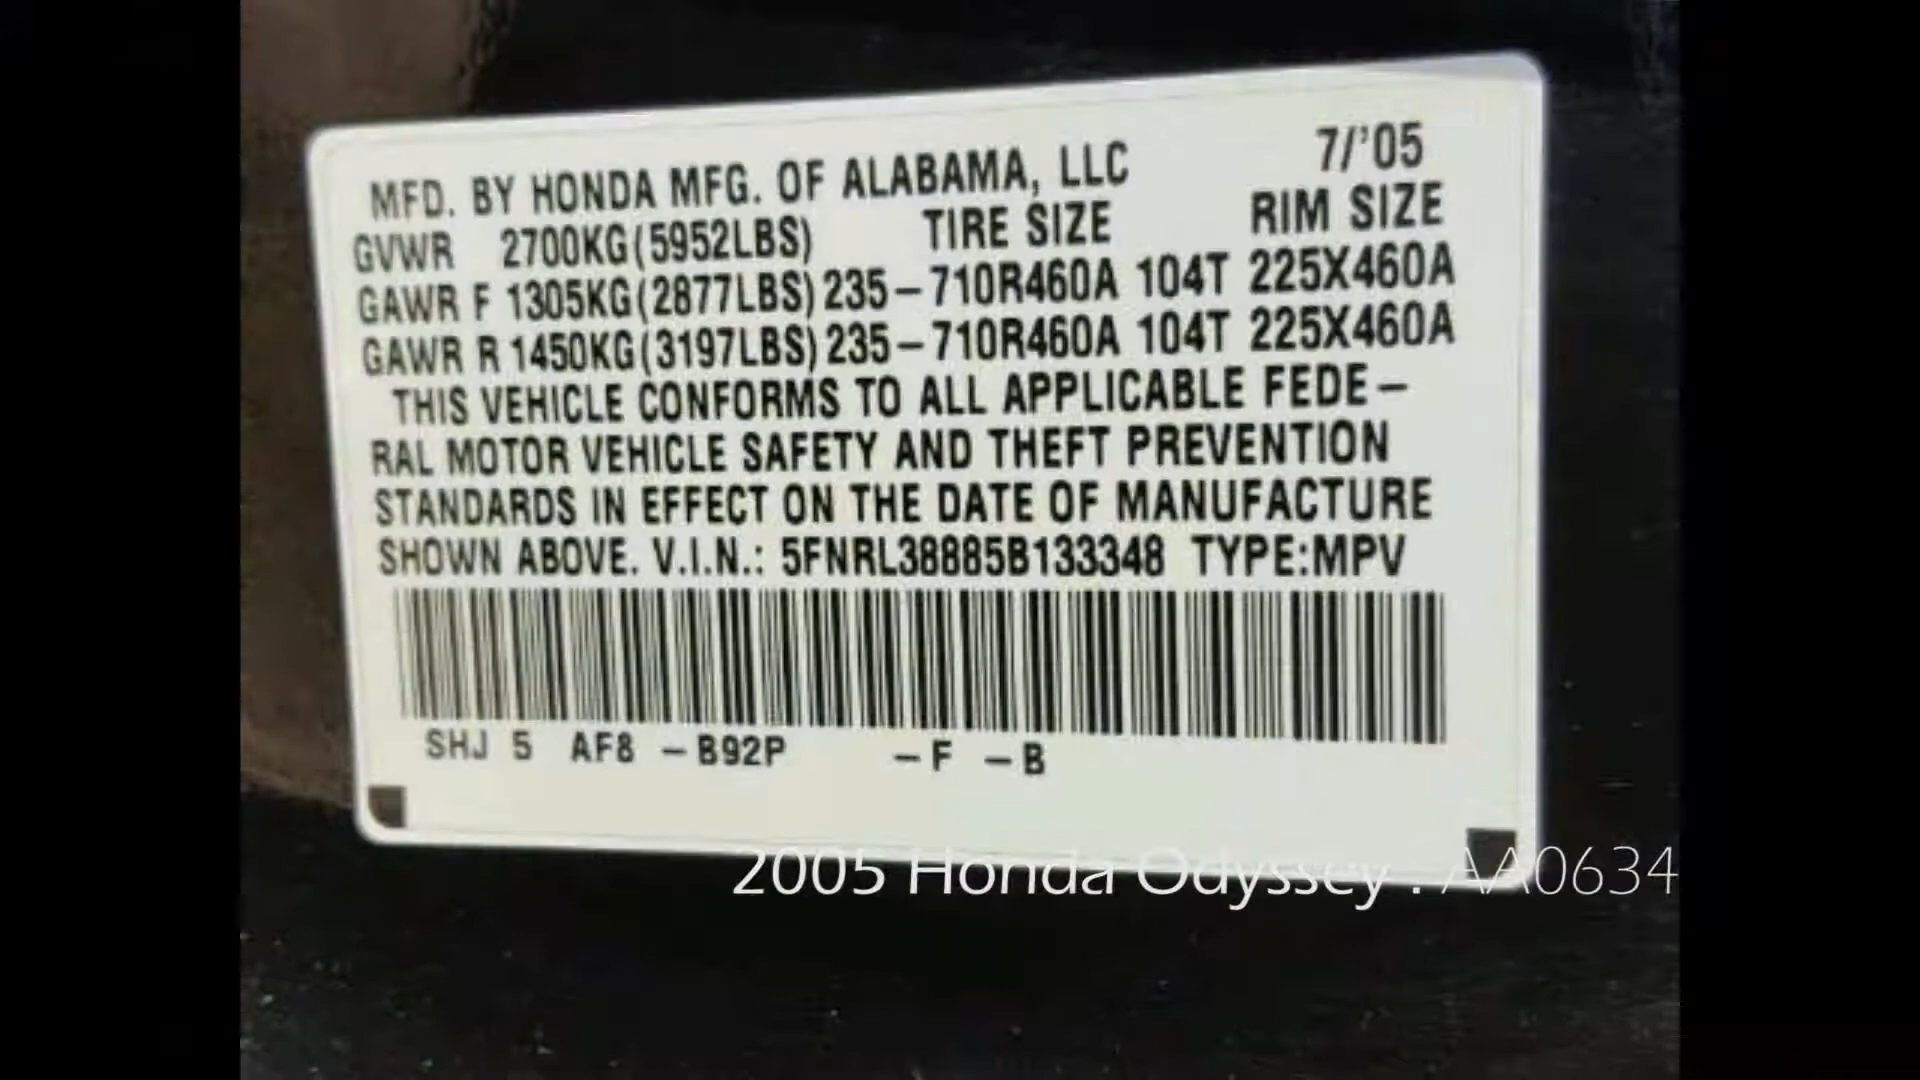 MFD. BY HONDA MFG. OF ALABAMA, LLC 7/'05
GVWR 2700KG(5952LBS) TIRE SIZE RIM SIZE
GAWR F 1305KG(2877LBS) 235-710R460A 104T 225X460A
GAWR R 1450KG(3197LBS) 235-710R460A 104T 225X460A
THIS VEHICLE CONFORMS TO ALL APPLICABLE FEDE-
RAL MOTOR VEHICLE SAFETY AND THEFT PREVENTION
STANDARDS IN EFFECT ON THE DATE OF MANUFACTURE
SHOWN ABOVE. V.I.N.: 5FNRL38885B133348 TYPE:MPV
SHJ 5 AF8 -B92P -F -B
2005 Honda Odyssey . AA0634